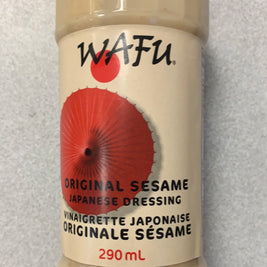 WAFU®
ORIGINAL SESAME
JAPANESE DRESSING
VINAIGRETTE JAPONAISE
ORIGINALE SÉSAME
290 mL